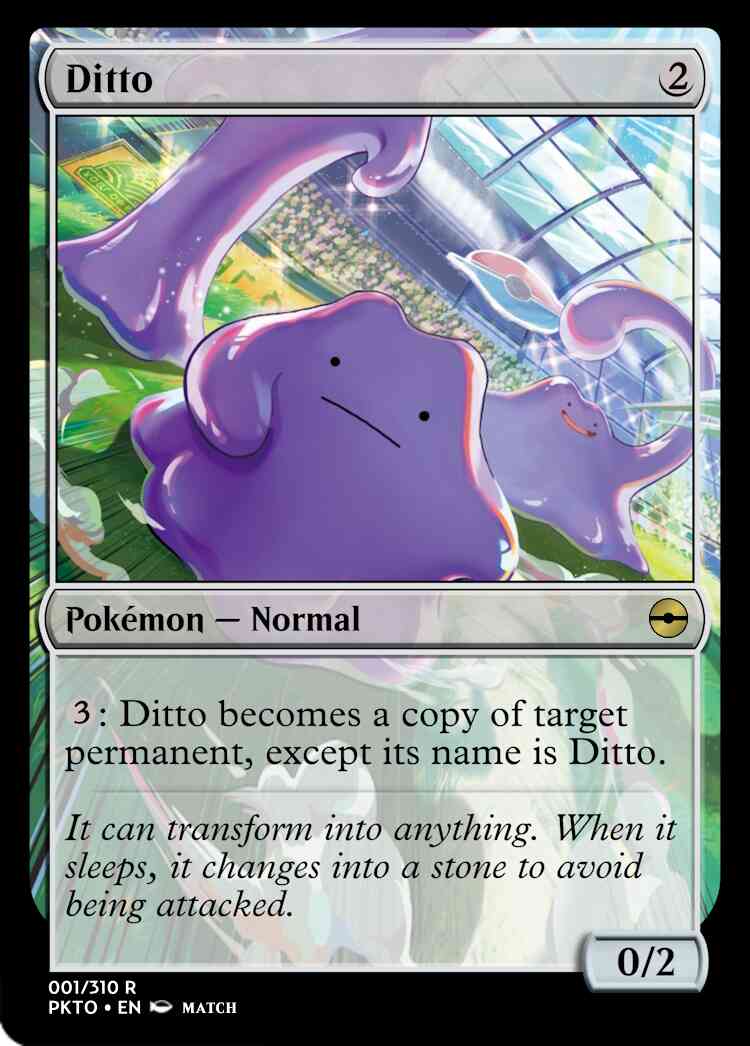 Ditto
2
Pokémon — Normal
3: Ditto becomes a copy of target
permanent, except its name is Ditto.
It can transform into anything. When it
sleeps, it changes into a stone to avoid
being attacked.
0/2
001/310 R
PKTO • EN MATCH